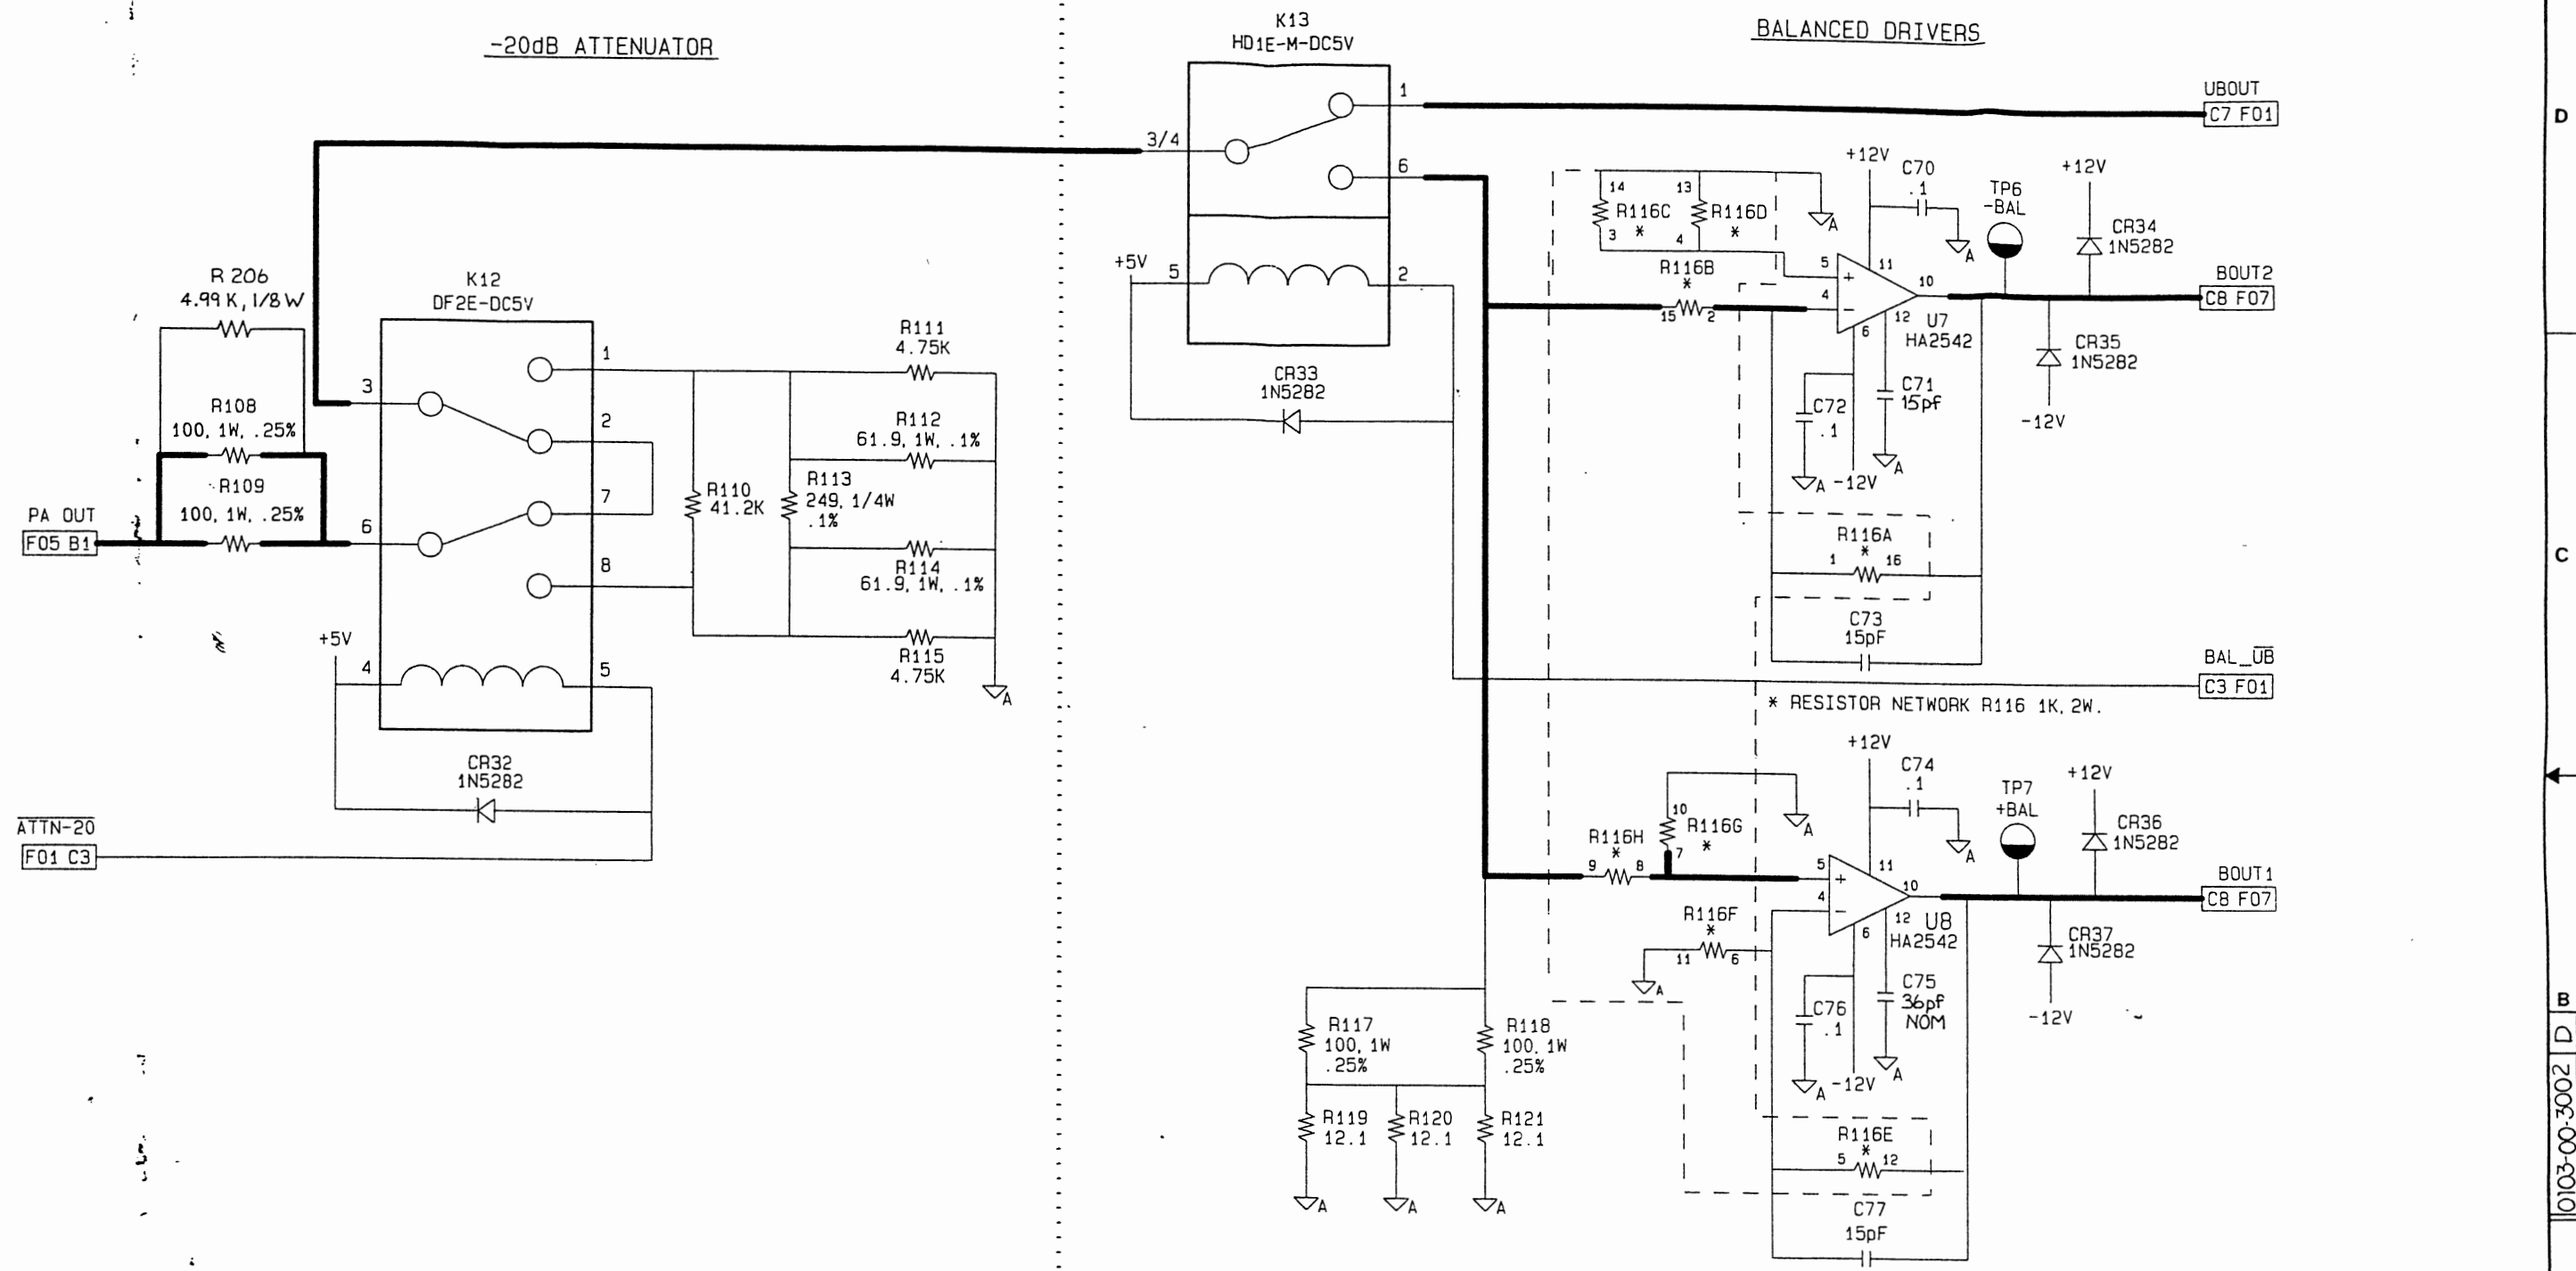 -20dB ATTENUATOR
K13
HD1E-M-DC5V
BALANCED DRIVERS
1
3/4
6
+5V
5
2
CR33
1N5282
UBOUT
C7 F01
D
R 206
4.99 K, 1/8 W
K12
DF2E-DC5V
R108
100, 1W, .25%
R109
100, 1W, .25%
PA OUT
F05 B1
3
6
1
2
7
8
+5V
4
5
CR32
1N5282
ATTN-20
F01 C3
R111
4.75K
R112
61.9, 1W, .1%
R110
41.2K
R113
249, 1/4W
.1%
R114
61.9, 1W, .1%
R115
4.75K
A
14
R116C
*
3
13
R116D
*
4
A
R116B
*
15
2
+12V
C70
.1
A
5
+
4
-
11
10
12
6
U7
HA2542
TP6
-BAL
+12V
CR34
1N5282
BOUT2
C8 F07
CR35
1N5282
-12V
C72
.1
A
-12V
C71
15pf
A
R116A
*
1
16
C73
15pF
C
BAL_UB
C3 F01
* RESISTOR NETWORK R116 1K, 2W.
+12V
C74
.1
A
10
R116G
*
7
A
R116H
*
9
8
R116F
*
11
6
A
5
+
4
-
11
10
12
6
U8
HA2542
TP7
+BAL
+12V
CR36
1N5282
BOUT1
C8 F07
CR37
1N5282
-12V
C76
.1
A
-12V
C75
36pf
NOM
A
R116E
*
5
12
C77
15pF
R117
100, 1W
.25%
R118
100, 1W
.25%
R119
12.1
R120
12.1
R121
12.1
A
A
A
B
D
0103-00-3002